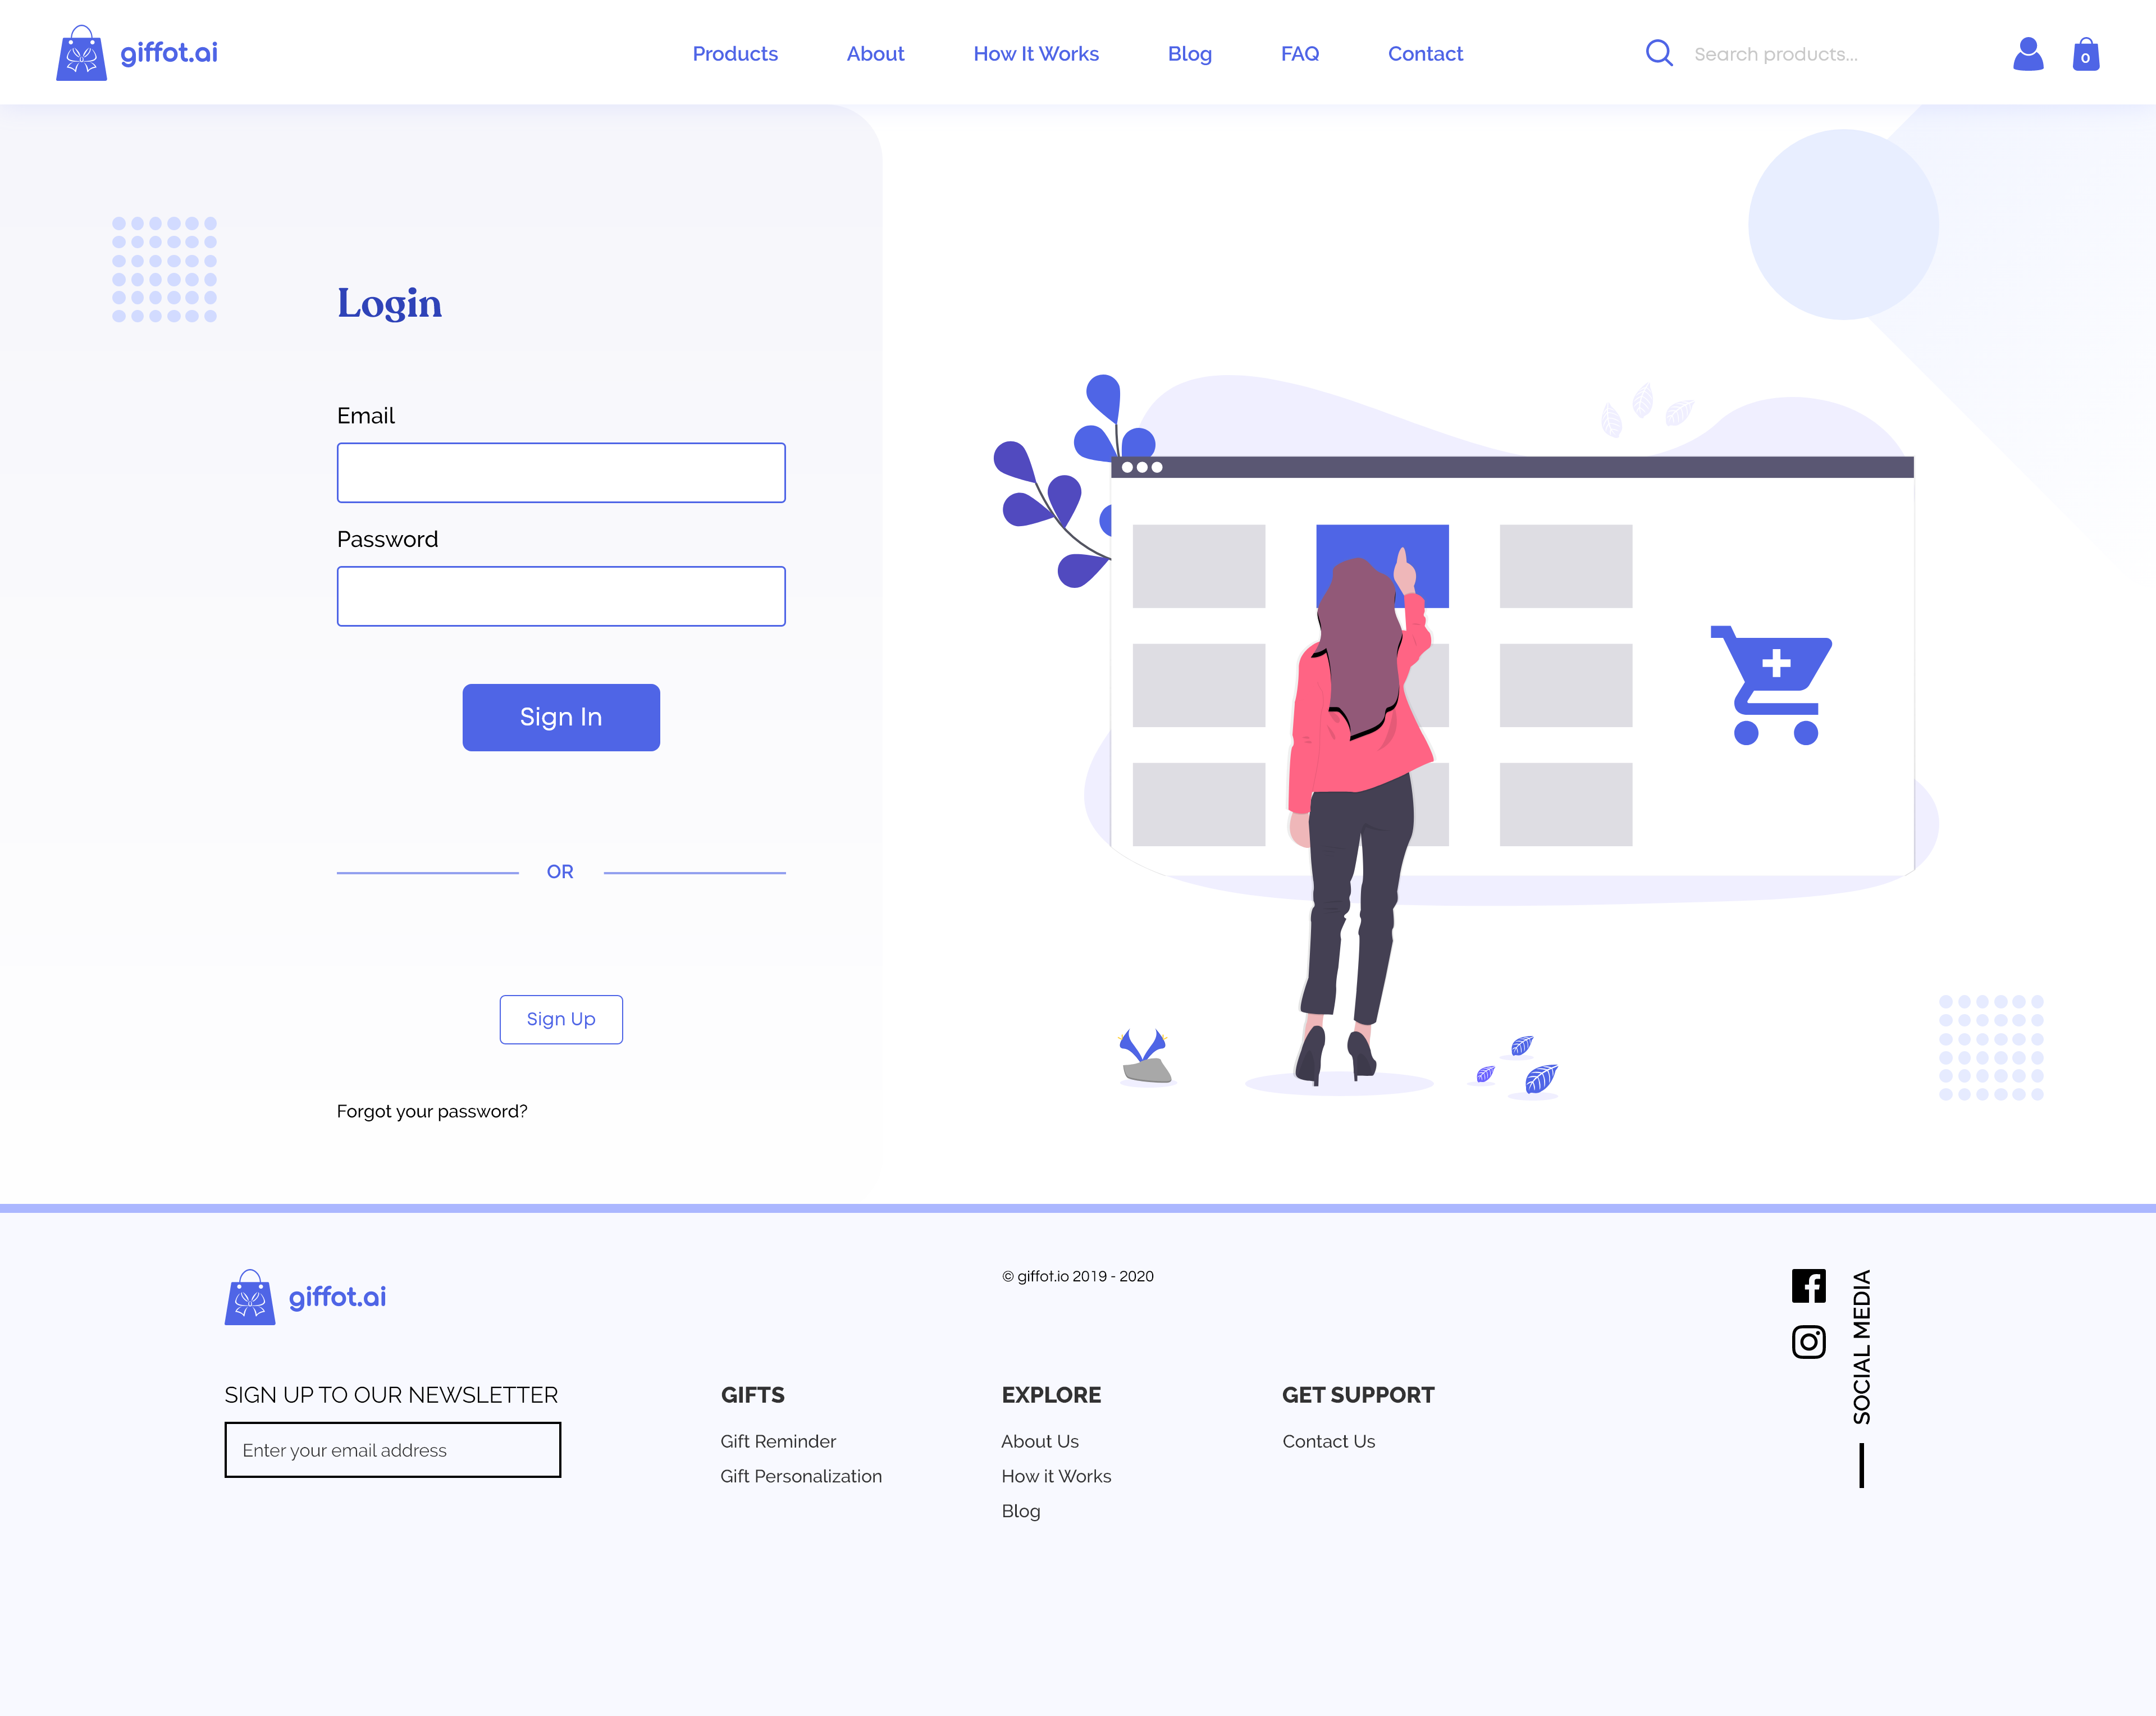 giffot.ai
Products About How It Works Blog FAQ Contact
Search products...
0
Login
Email
Password
Sign In
OR
Sign Up
Forgot your password?
giffot.ai
© giffot.io 2019 - 2020
SIGN UP TO OUR NEWSLETTER
Enter your email address
GIFTS
Gift Reminder
Gift Personalization
EXPLORE
About Us
How it Works
Blog
GET SUPPORT
Contact Us
SOCIAL MEDIA